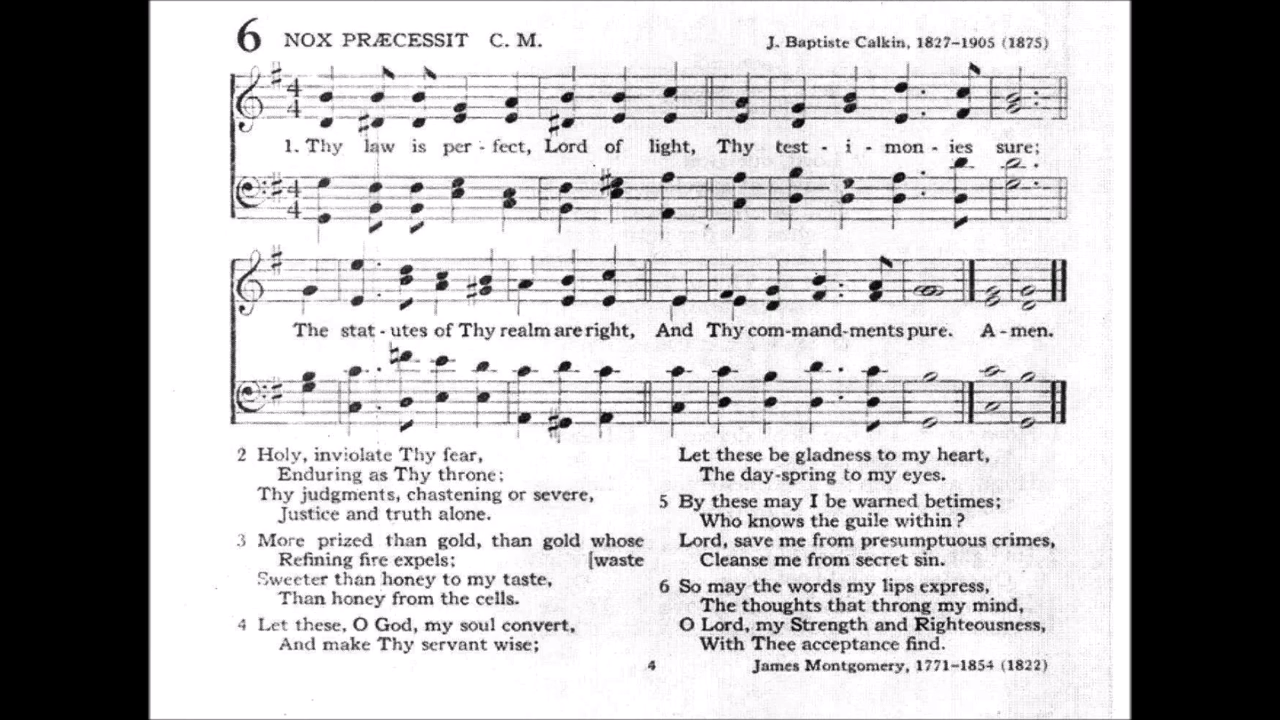 6 NOX PRÆCESSIT C. M. J. Baptiste Calkin, 1827-1905 (1875)
1. Thy law is per - fect, Lord of light, Thy test - i - mon - ies sure;
The stat - utes of Thy realm are right, And Thy com-mand-ments pure. A - men.
2 Holy, inviolate Thy fear,
Enduring as Thy throne;
Thy judgments, chastening or severe,
Justice and truth alone.
3 More prized than gold, than gold whose
Refining fire expels; [waste
Sweeter than honey to my taste,
Than honey from the cells.
4 Let these, O God, my soul convert,
And make Thy servant wise;
Let these be gladness to my heart,
The day-spring to my eyes.
5 By these may I be warned betimes;
Who knows the guile within?
Lord, save me from presumptuous crimes,
Cleanse me from secret sin.
6 So may the words my lips express,
The thoughts that throng my mind,
O Lord, my Strength and Righteousness,
With Thee acceptance find.
4 James Montgomery, 1771-1854 (1822)